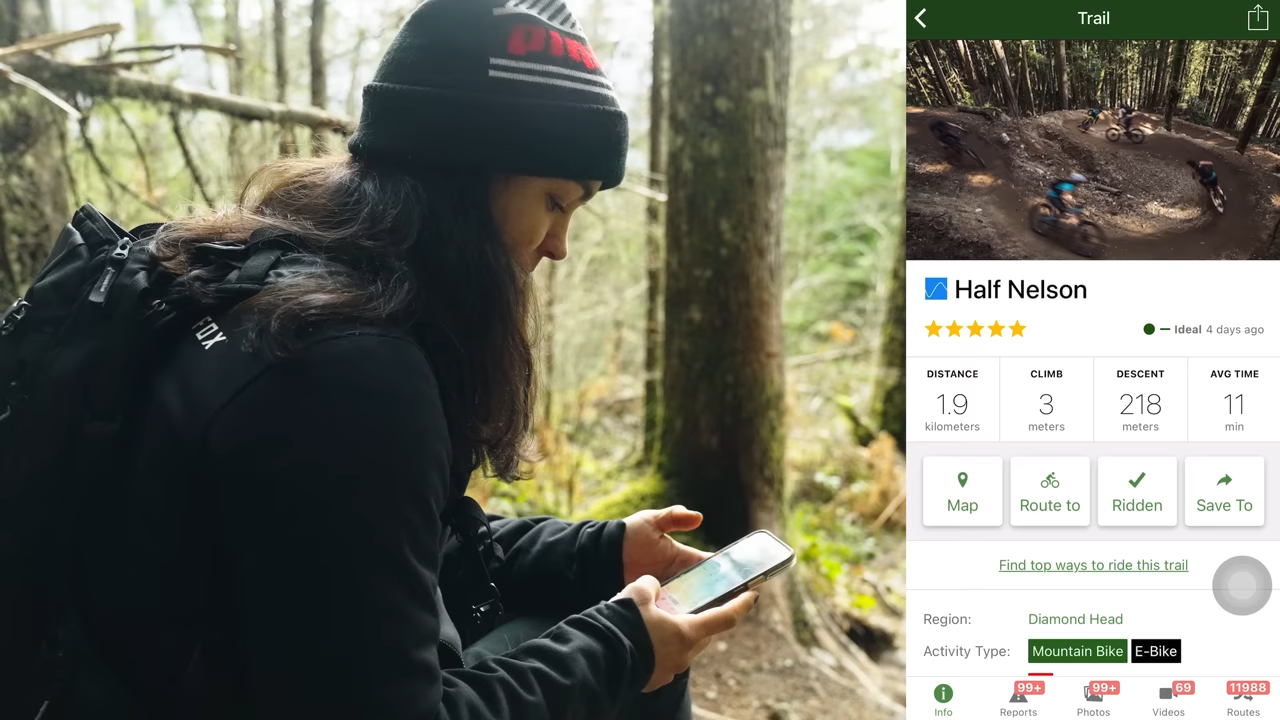 FOX
Trail
Half Nelson
Ideal 4 days ago
DISTANCE CLIMB DESCENT AVG TIME
1.9 3 218 11
kilometers meters meters min
Map Route to Ridden Save To
Find top ways to ride this trail
Region: Diamond Head
Activity Type: Mountain Bike E-Bike
99+ 99+ 69 11988
Info Reports Photos Videos Routes